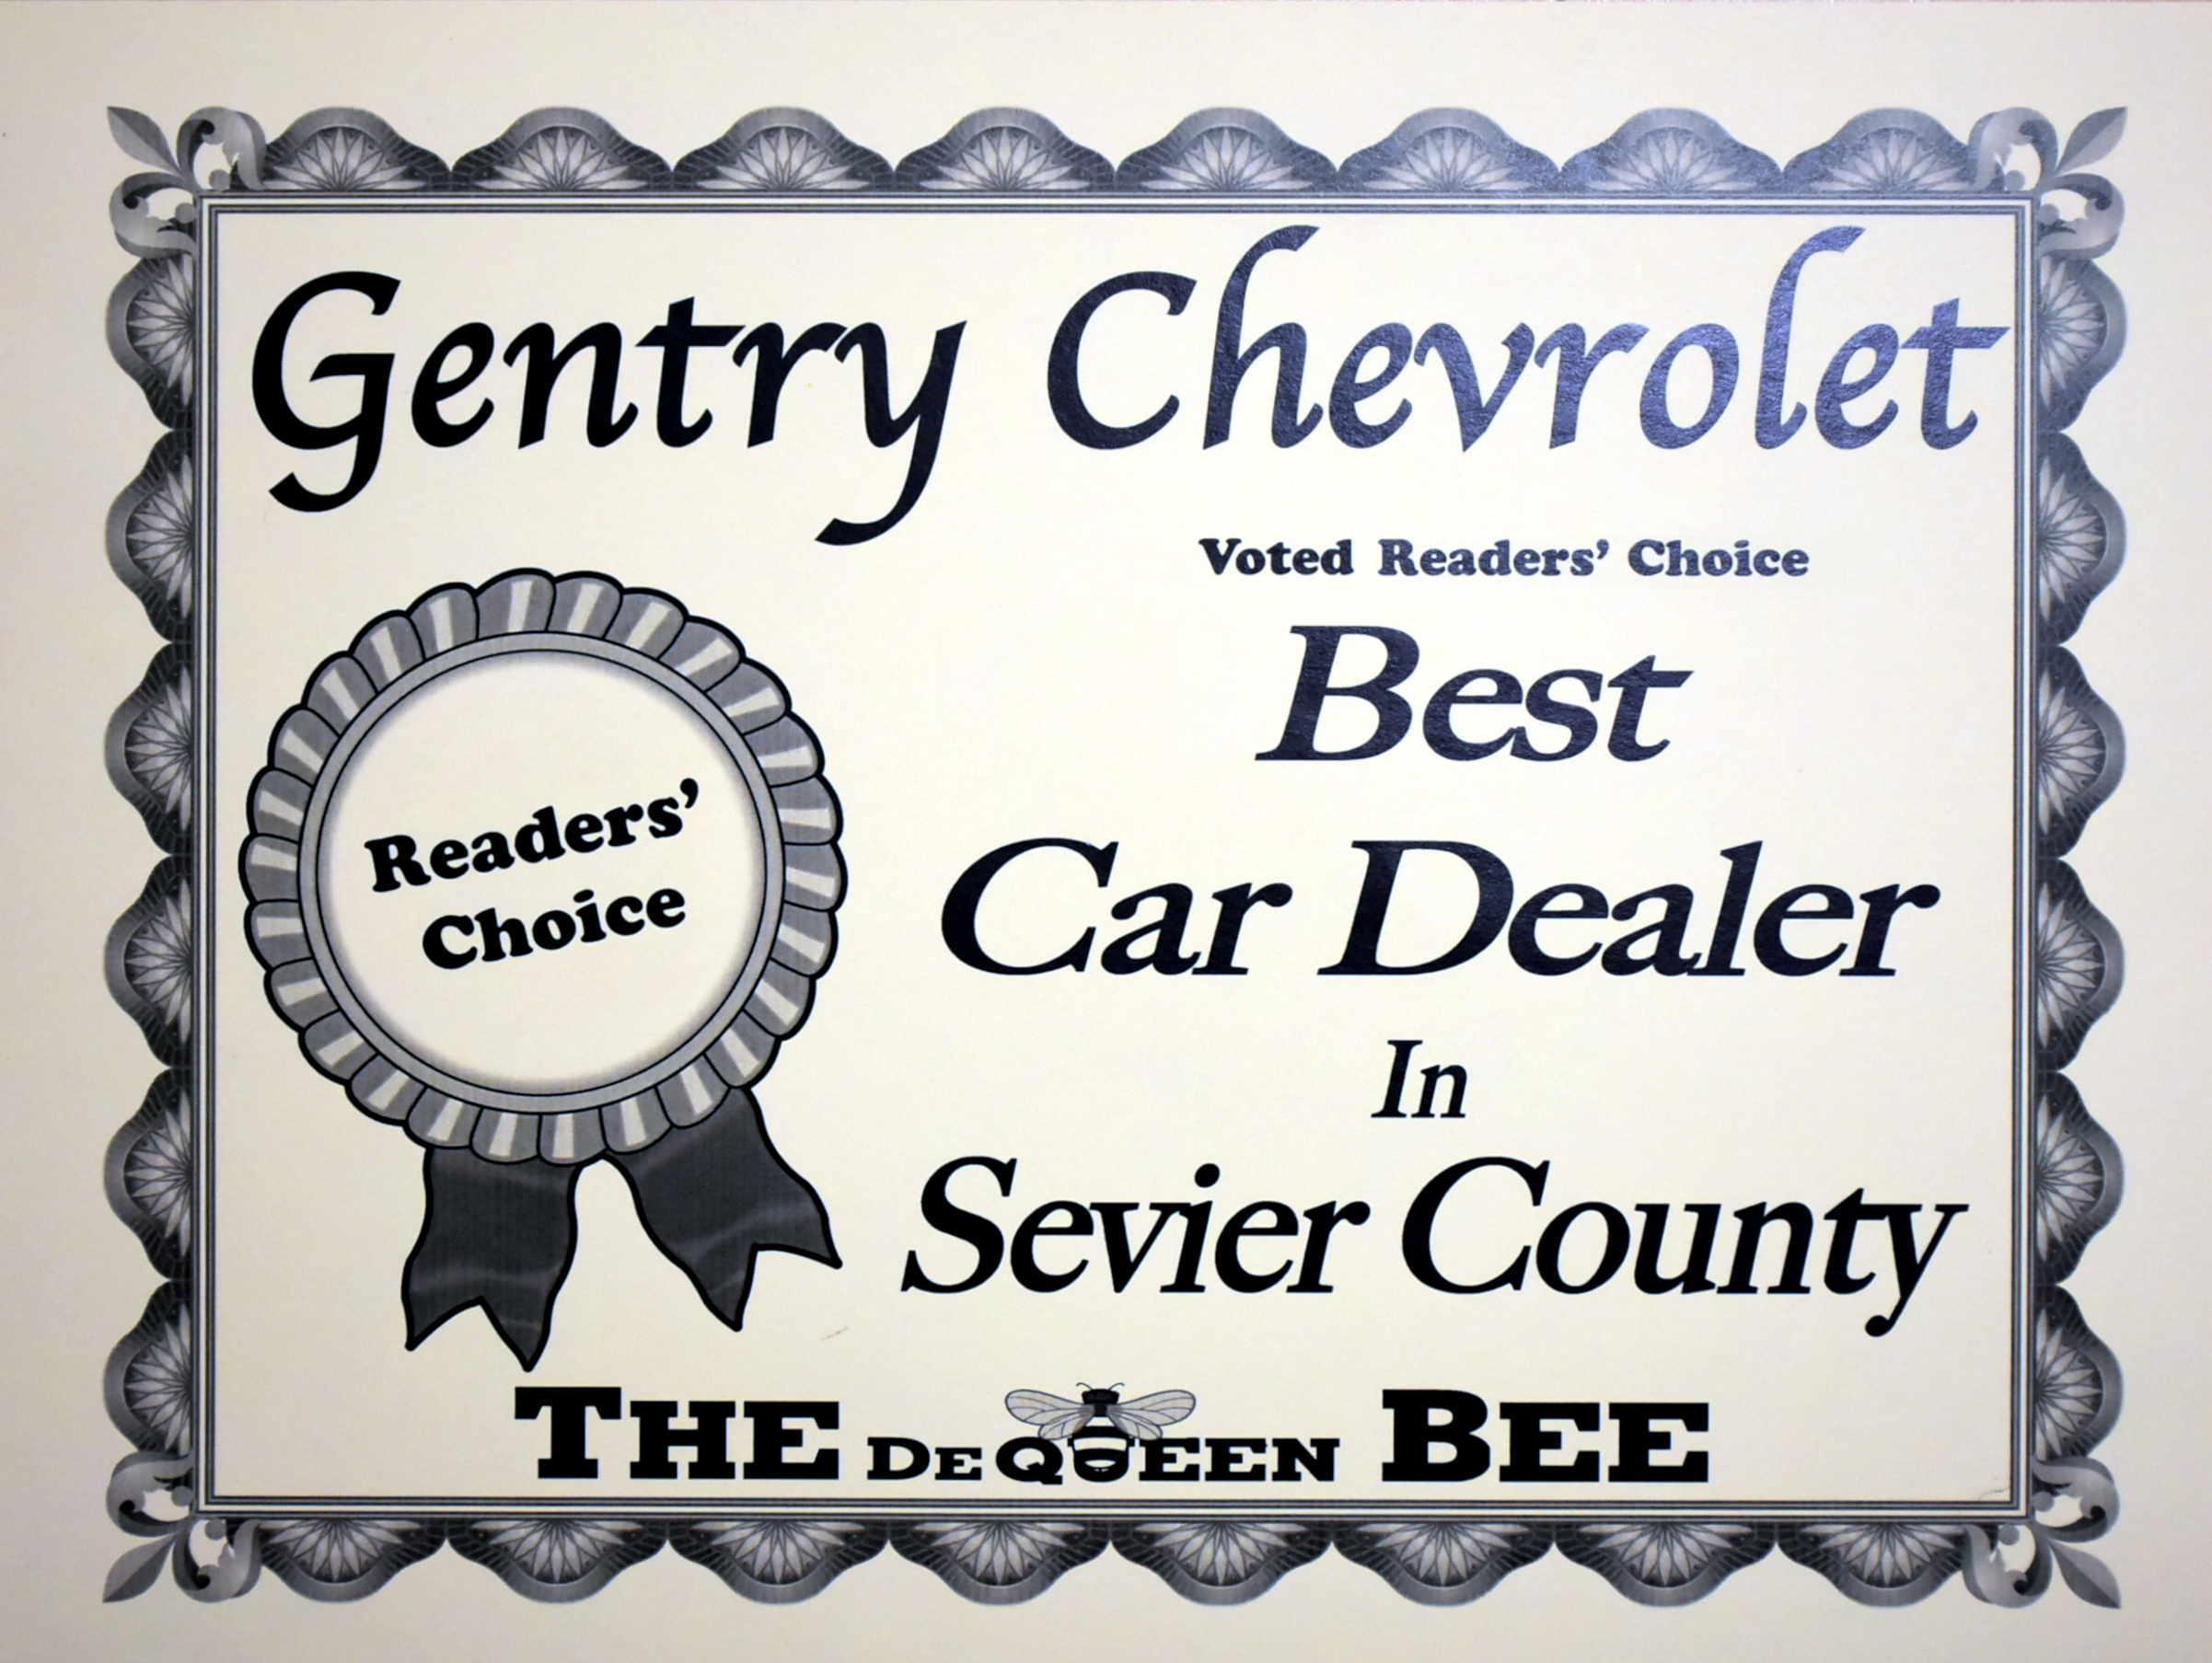 Gentry Chevrolet
Voted Readers' Choice
Best
Car Dealer
In
Sevier County
Readers'
Choice
THE DEQUEEN BEE